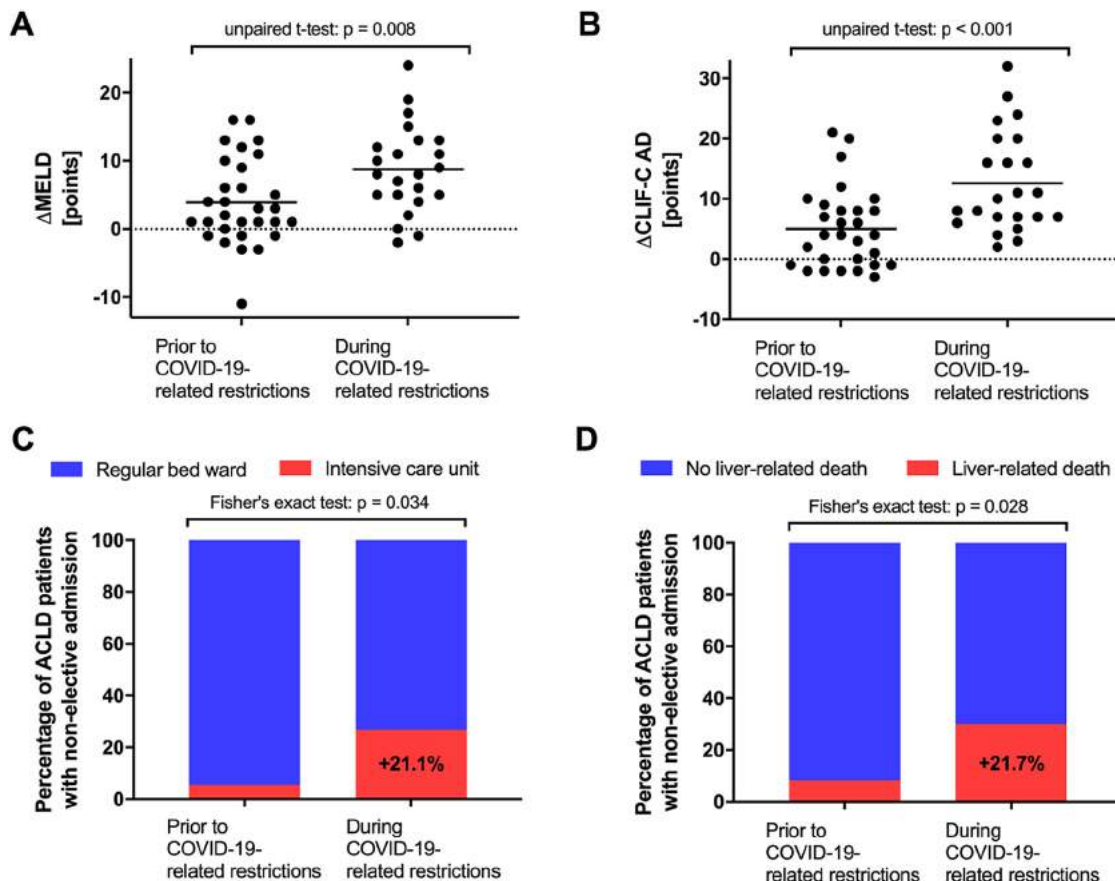 A
unpaired t-test: p = 0.008
ΔMELD
[points]
20
10
0
-10
Prior to
COVID-19-
related restrictions
During
COVID-19-
related restrictions
B
unpaired t-test: p < 0.001
ΔCLIF-C AD
[points]
30
20
10
0
-10
Prior to
COVID-19-
related restrictions
During
COVID-19-
related restrictions
C
Regular bed ward
Intensive care unit
Fisher's exact test: p = 0.034
Percentage of ACLD patients
with non-elective admission
100
80
60
40
20
0
+21.1%
Prior to
COVID-19-
related restrictions
During
COVID-19-
related restrictions
D
No liver-related death
Liver-related death
Fisher's exact test: p = 0.028
Percentage of ACLD patients
with non-elective admission
100
80
60
40
20
0
+21.7%
Prior to
COVID-19-
related restrictions
During
COVID-19-
related restrictions